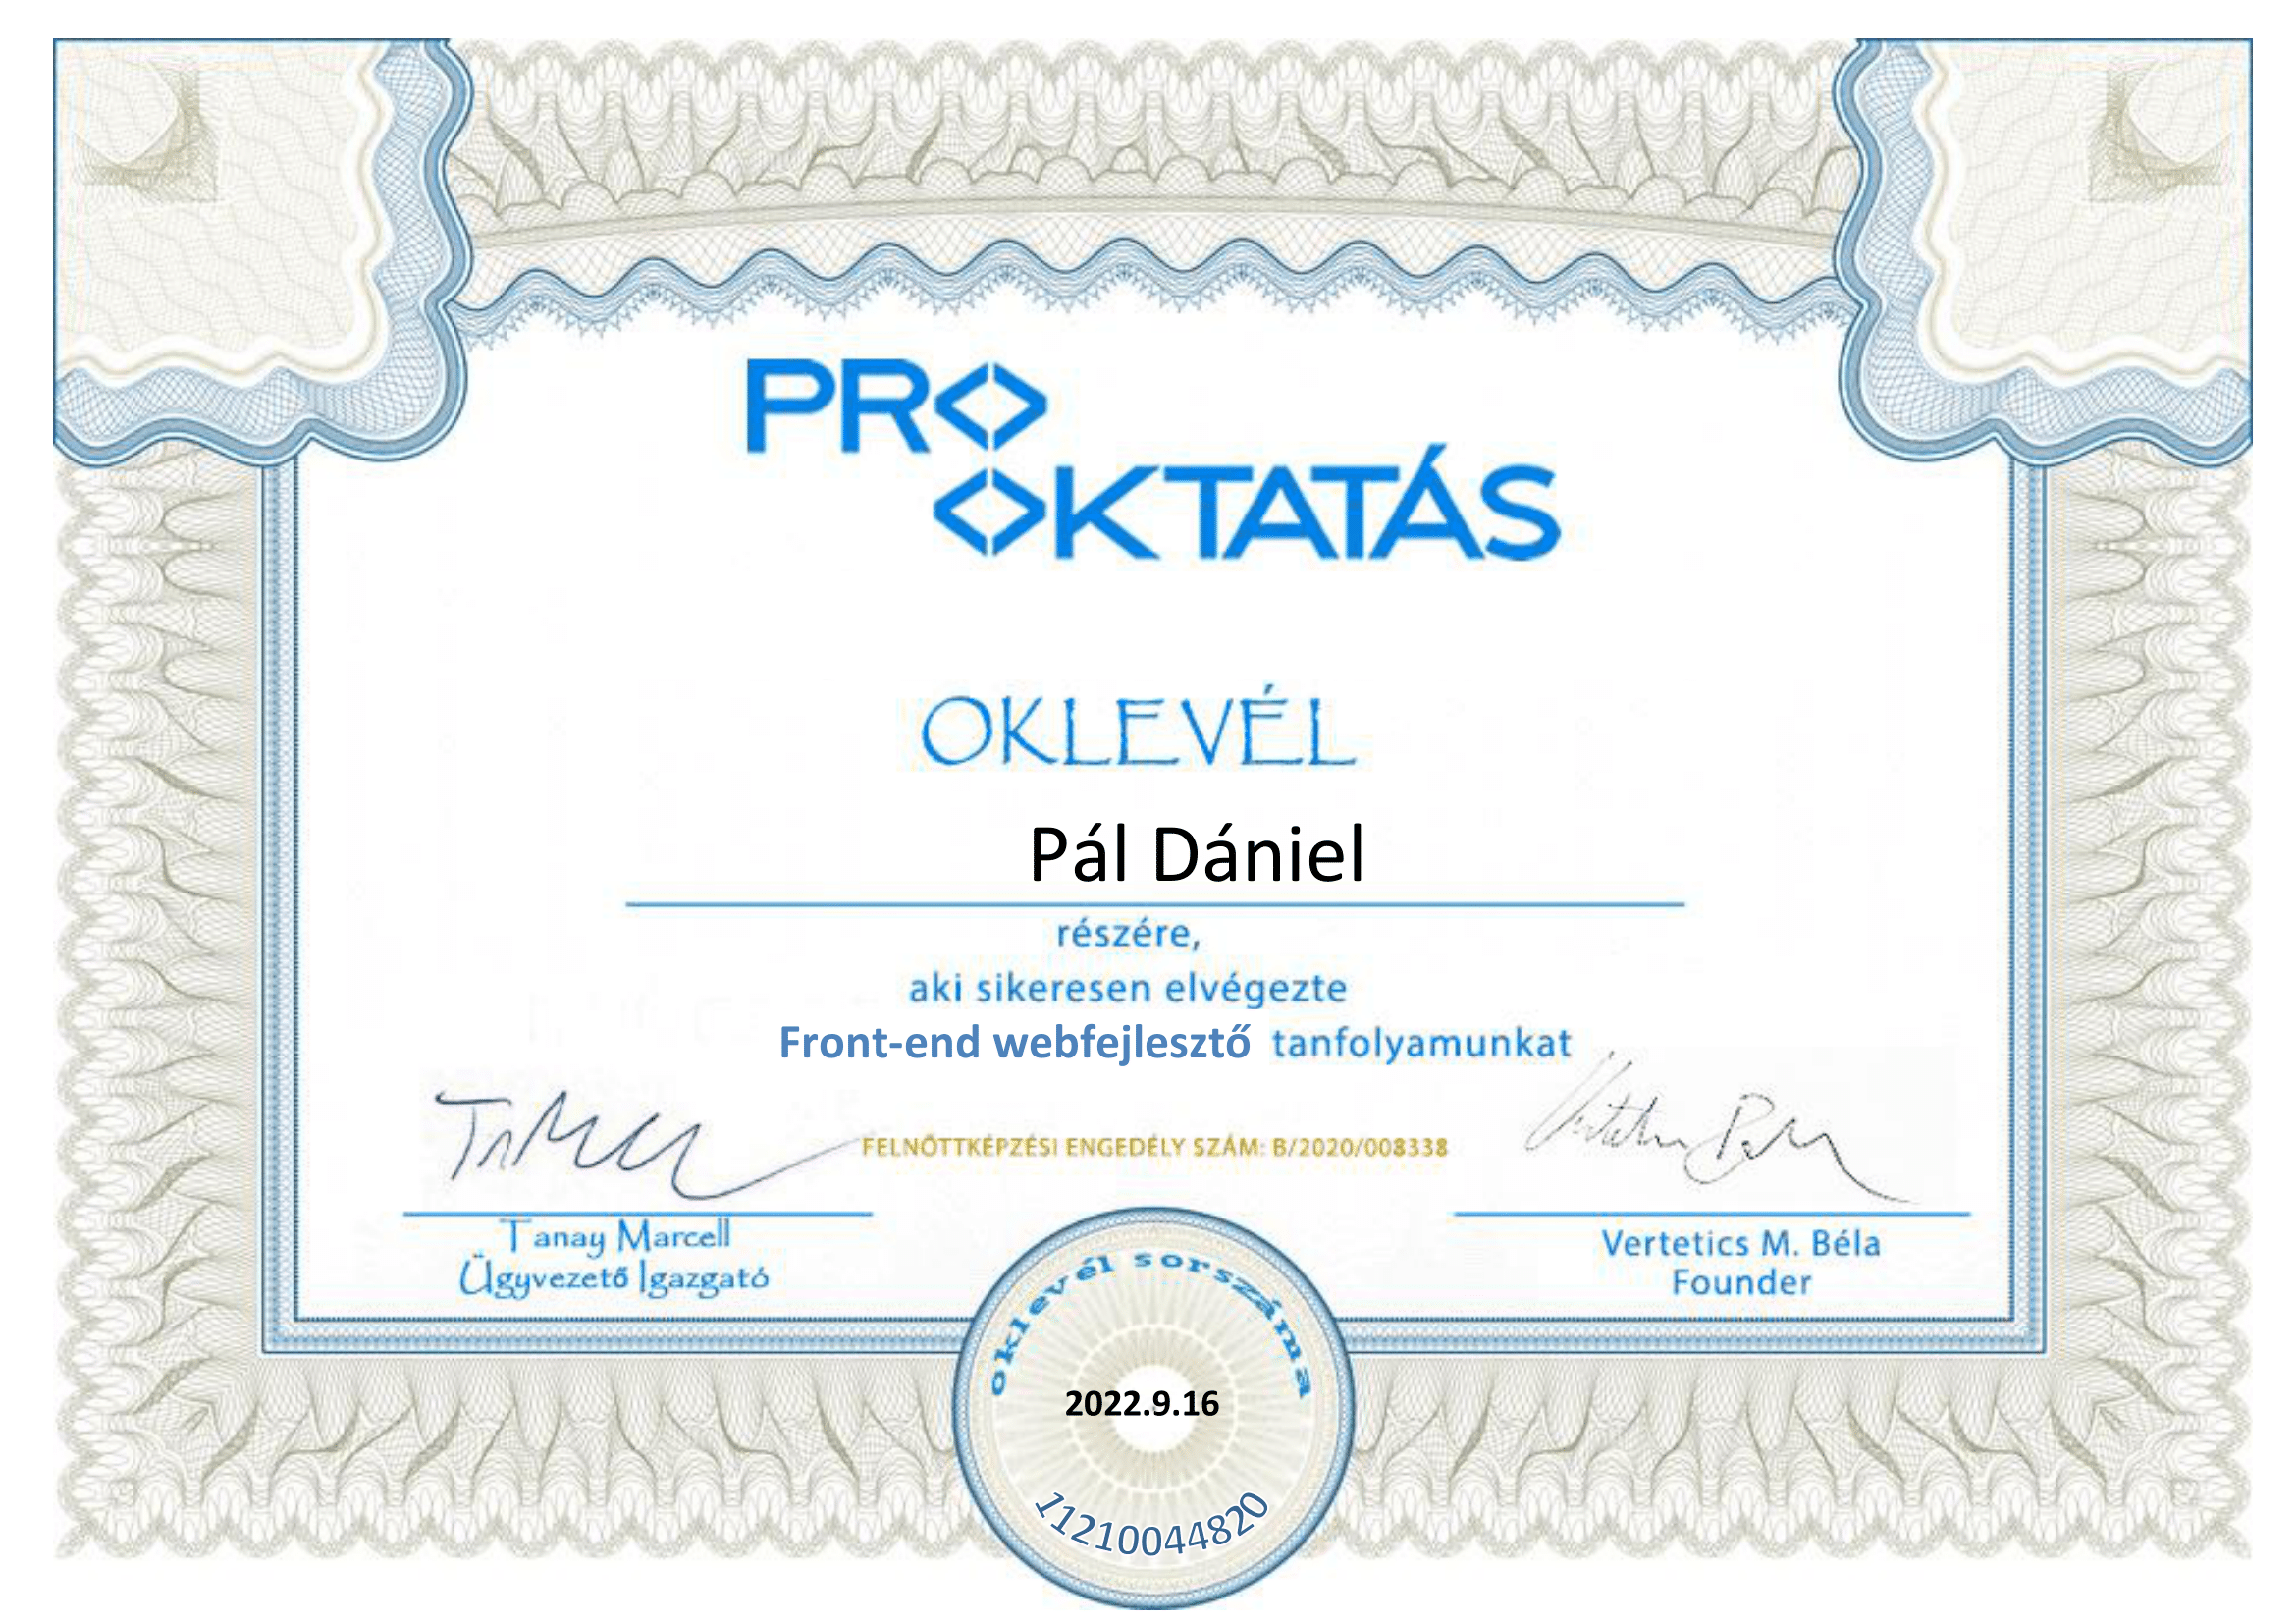 PRO
OKTATÁS
OKLEVÉL
Pál Dániel
részére,
aki sikeresen elvégezte
Front-end webfejlesztő tanfolyamunkat
FELNŐTTKÉPZÉSI ENGEDÉLY SZÁM: B/2020/008338
Tanay Marcell
Ügyvezető Igazgató
Vertetics M. Béla
Founder
oklevél sorszáma
2022.9.16
11210044820